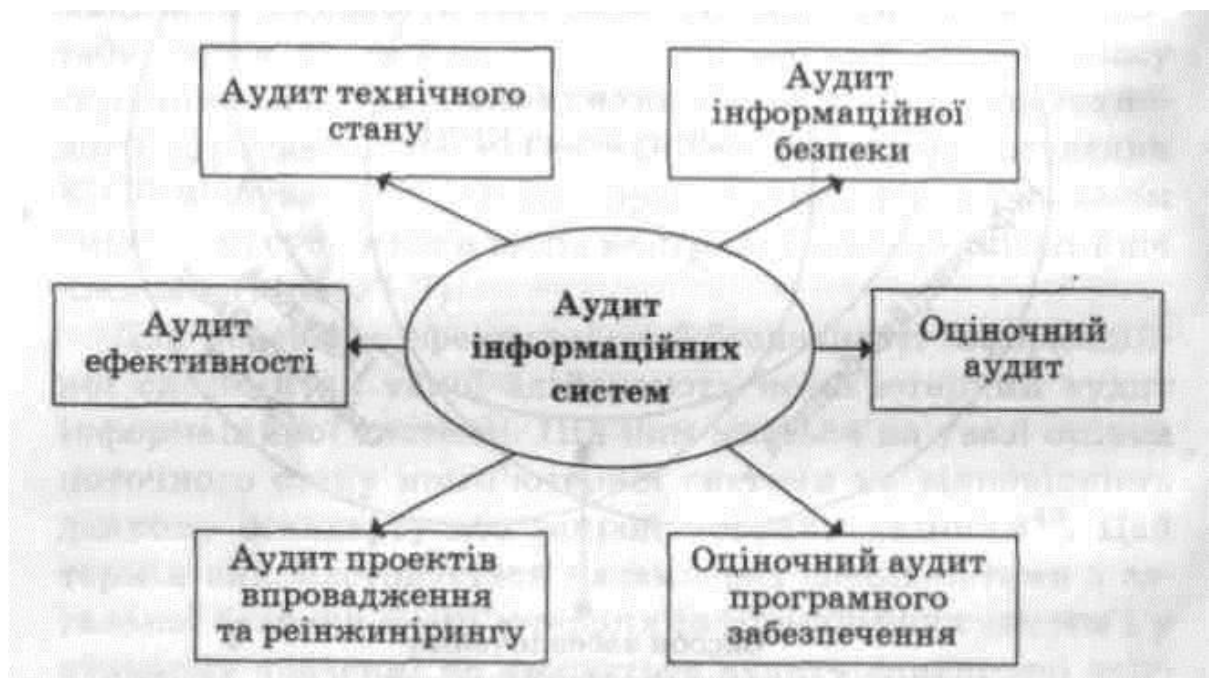 Аудит технічного
стану
Аудит
інформаційної
безпеки
Аудит
ефективності
Аудит
інформаційних
систем
Оціночний
аудит
Аудит проектів
впровадження
та реінжинірингу
Оціночний аудит
програмного
забезпечення